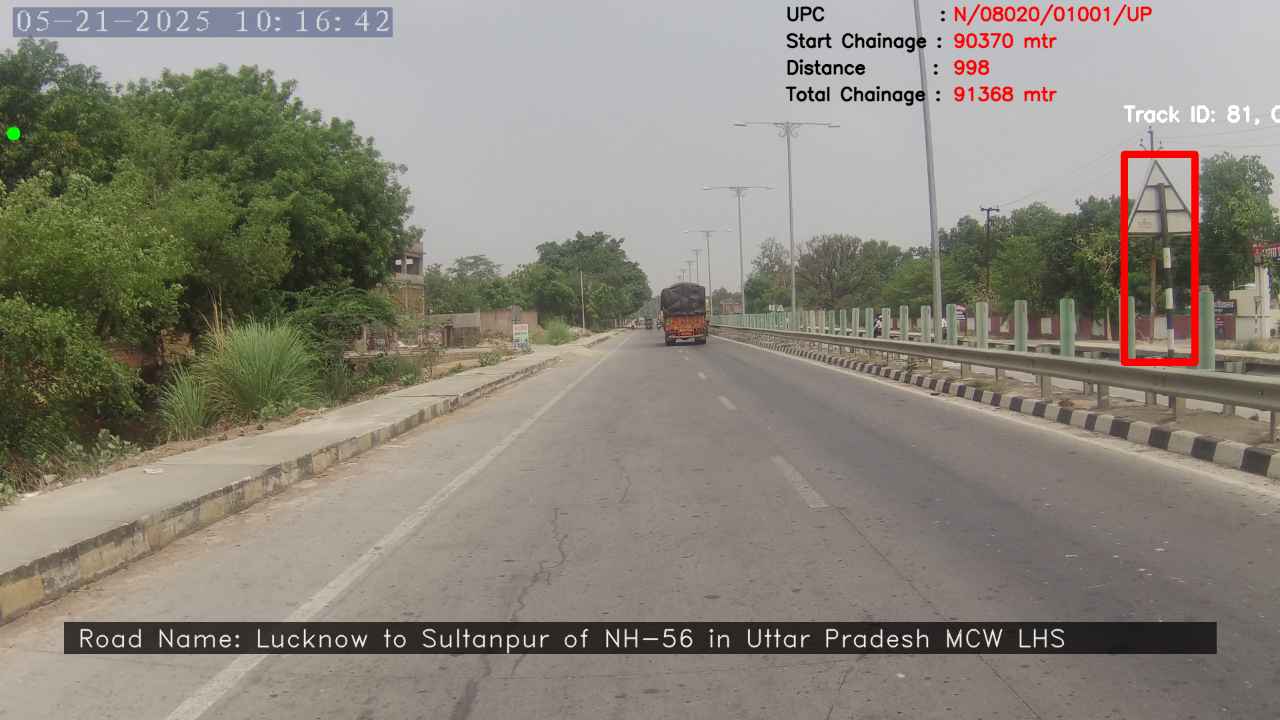 05-21-2025 10:16:42
UPC : N/08020/01001/UP
Start Chainage : 90370 mtr
Distance : 998
Total Chainage : 91368 mtr
Track ID: 81,
Road Name: Lucknow to Sultanpur of NH-56 in Uttar Pradesh MCW LHS